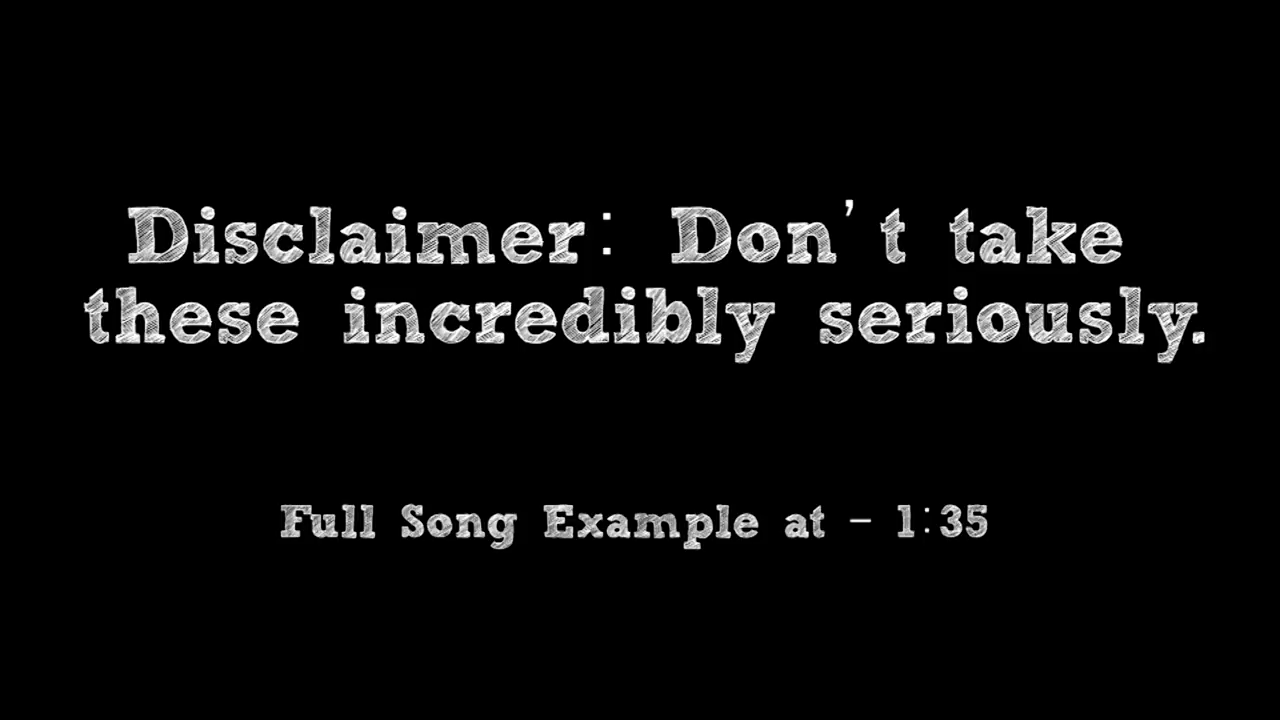 Disclaimer: Don't take
these incredibly seriously.
Full Song Example at - 1:35